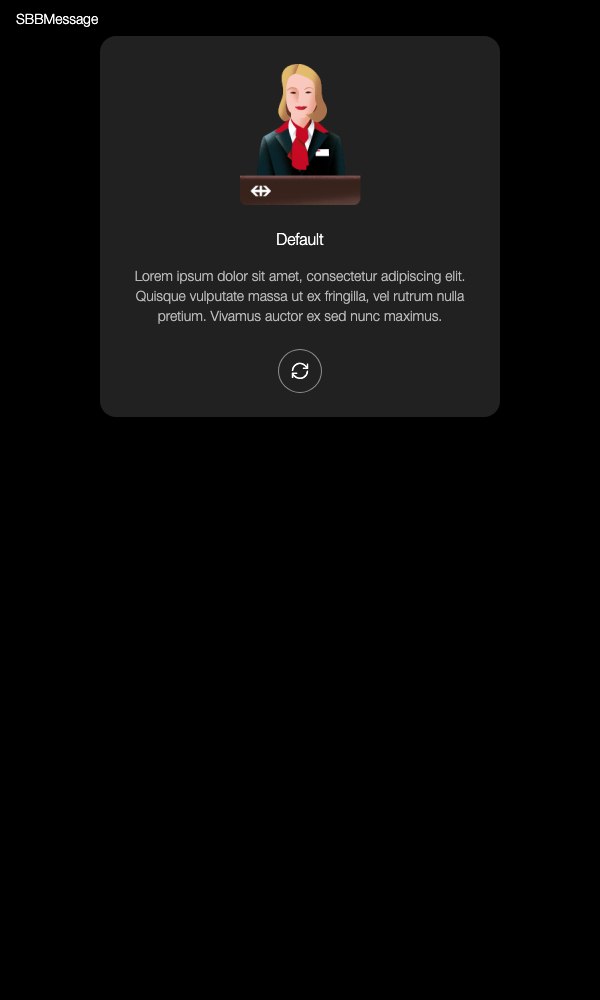 SBBMessage
Default
Lorem ipsum dolor sit amet, consectetur adipiscing elit.
Quisque vulputate massa ut ex fringilla, vel rutrum nulla
pretium. Vivamus auctor ex sed nunc maximus.